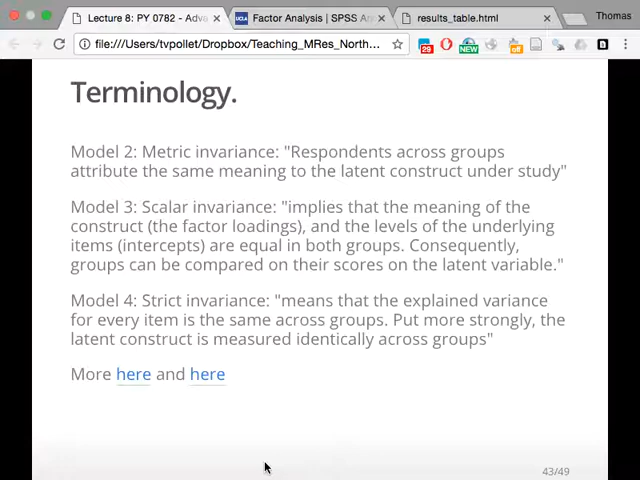 Lecture 8: PY 0782 - Adva
Factor Analysis | SPSS An
results_table.html
Thomas
file:///Users/tvpollet/Dropbox/Teaching_MRes_North...
29
NEW
off
Terminology.
Model 2: Metric invariance: "Respondents across groups
attribute the same meaning to the latent construct under study"
Model 3: Scalar invariance: "implies that the meaning of the
construct (the factor loadings), and the levels of the underlying
items (intercepts) are equal in both groups. Consequently,
groups can be compared on their scores on the latent variable."
Model 4: Strict invariance: "means that the explained variance
for every item is the same across groups. Put more strongly, the
latent construct is measured identically across groups"
More here and here
43/49